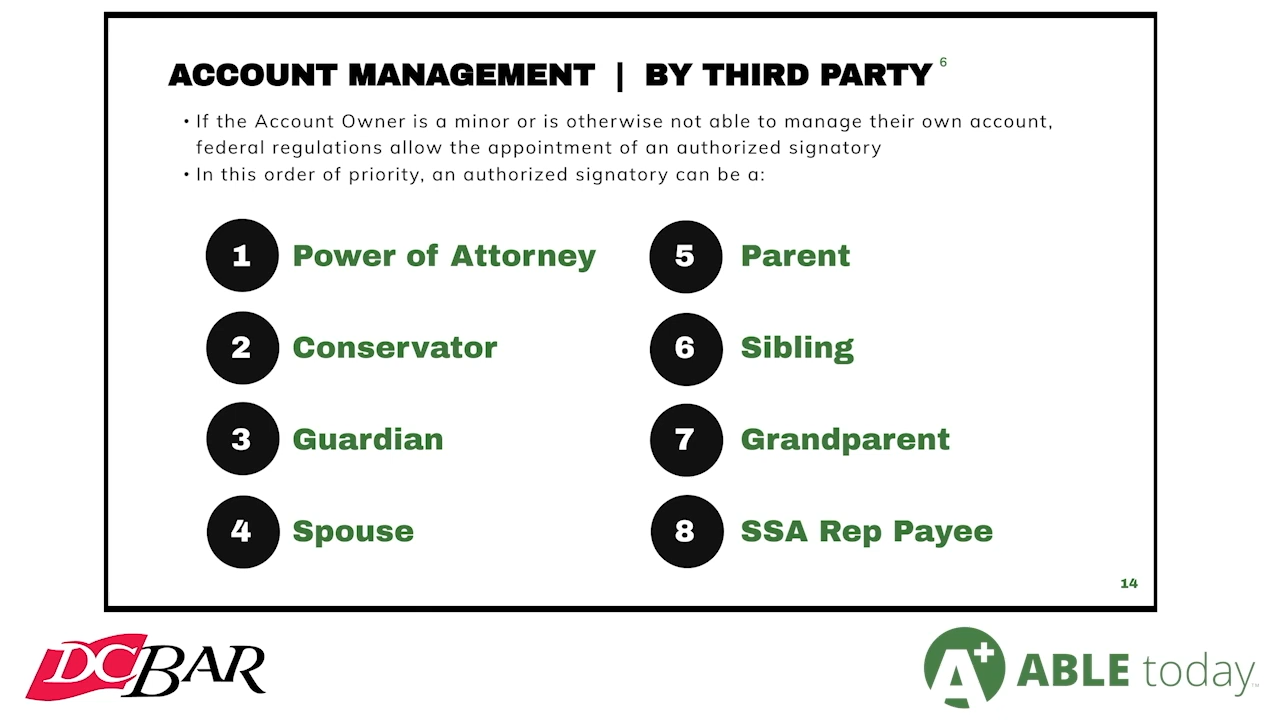 ACCOUNT MANAGEMENT | BY THIRD PARTY 6
• If the Account Owner is a minor or is otherwise not able to manage their own account,
federal regulations allow the appointment of an authorized signatory
• In this order of priority, an authorized signatory can be a:
1 Power of Attorney
2 Conservator
3 Guardian
4 Spouse
5 Parent
6 Sibling
7 Grandparent
8 SSA Rep Payee
14
DC BAR
A+ ABLE today™